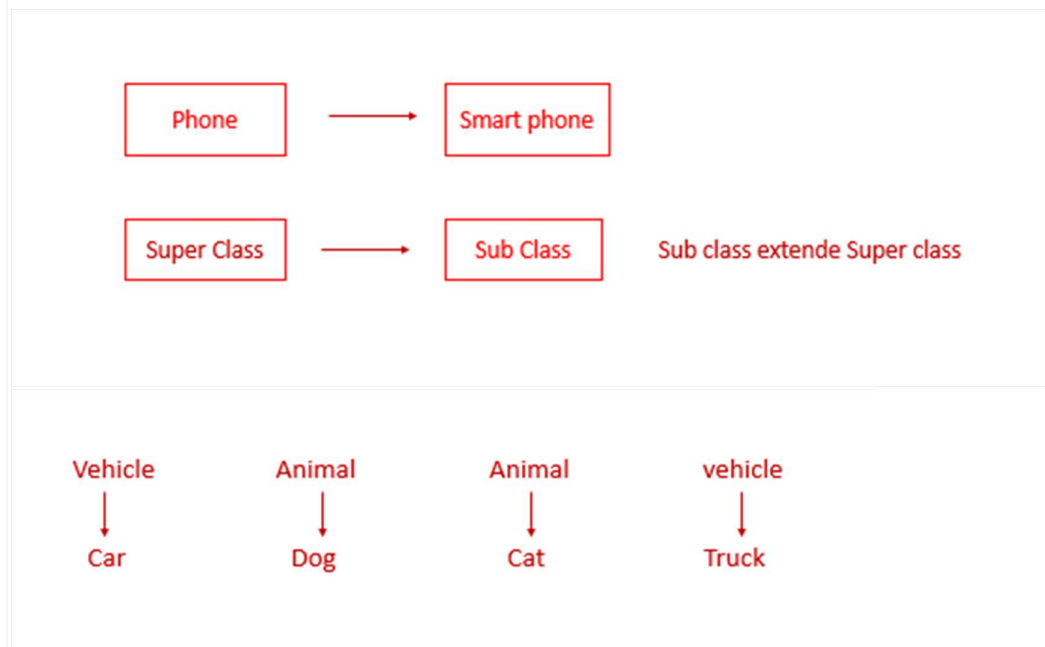 Phone Smart phone
Super Class Sub Class Sub class extende Super class
Vehicle Animal Animal vehicle
Car Dog Cat Truck